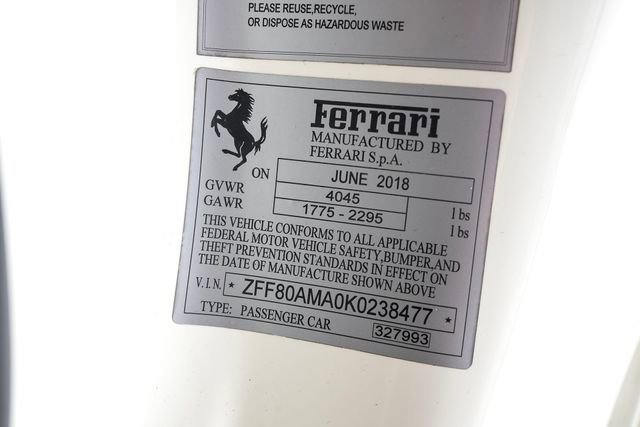 PLEASE REUSE,RECYCLE,
OR DISPOSE AS HAZARDOUS WASTE
Ferrari
MANUFACTURED BY
FERRARI S.p.A.
ON JUNE 2018
GVWR 4045 lbs
GAWR 1775 - 2295 lbs
THIS VEHICLE CONFORMS TO ALL APPLICABLE
FEDERAL MOTOR VEHICLE SAFETY,BUMPER,AND
THEFT PREVENTION STANDARDS IN EFFECT ON
THE DATE OF MANUFACTURE SHOWN ABOVE
V.I.N. * ZFF80AMA0K0238477 *
TYPE: PASSENGER CAR 327993